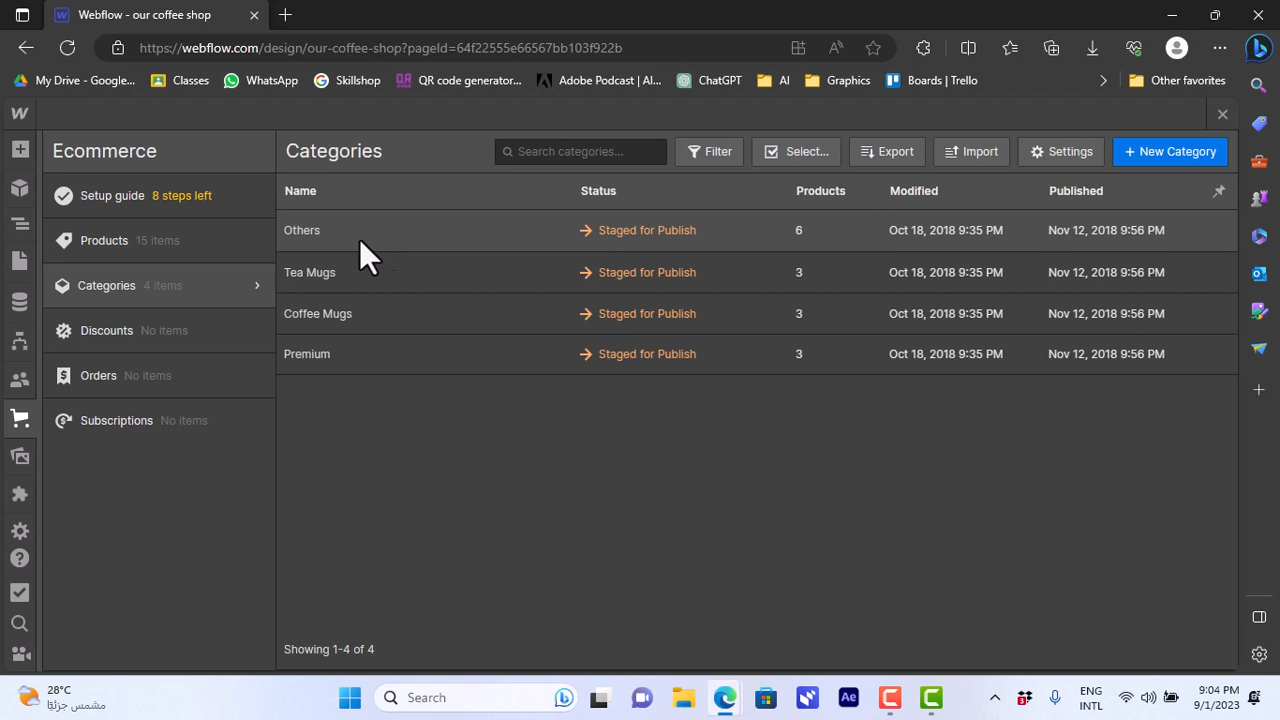 Webflow - our coffee shop
https://webflow.com/design/our-coffee-shop?pageId=64f22555e66567bb103f922b
My Drive - Google...
Classes
WhatsApp
Skillshop
QR code generator...
Adobe Podcast | AI...
ChatGPT
AI
Graphics
Boards | Trello
Other favorites
Ecommerce
Categories
Search categories...
Filter
Select...
Export
Import
Settings
+ New Category
Setup guide 8 steps left
Products 15 items
Categories 4 items
Discounts No items
Orders No items
Subscriptions No items
Name Status Products Modified Published
Others Staged for Publish 6 Oct 18, 2018 9:35 PM Nov 12, 2018 9:56 PM
Tea Mugs Staged for Publish 3 Oct 18, 2018 9:35 PM Nov 12, 2018 9:56 PM
Coffee Mugs Staged for Publish 3 Oct 18, 2018 9:35 PM Nov 12, 2018 9:56 PM
Premium Staged for Publish 3 Oct 18, 2018 9:35 PM Nov 12, 2018 9:56 PM
Showing 1-4 of 4
28°C
مشمس جزئيًا
Search
Ae
ENG
INTL
9:04 PM
9/1/2023